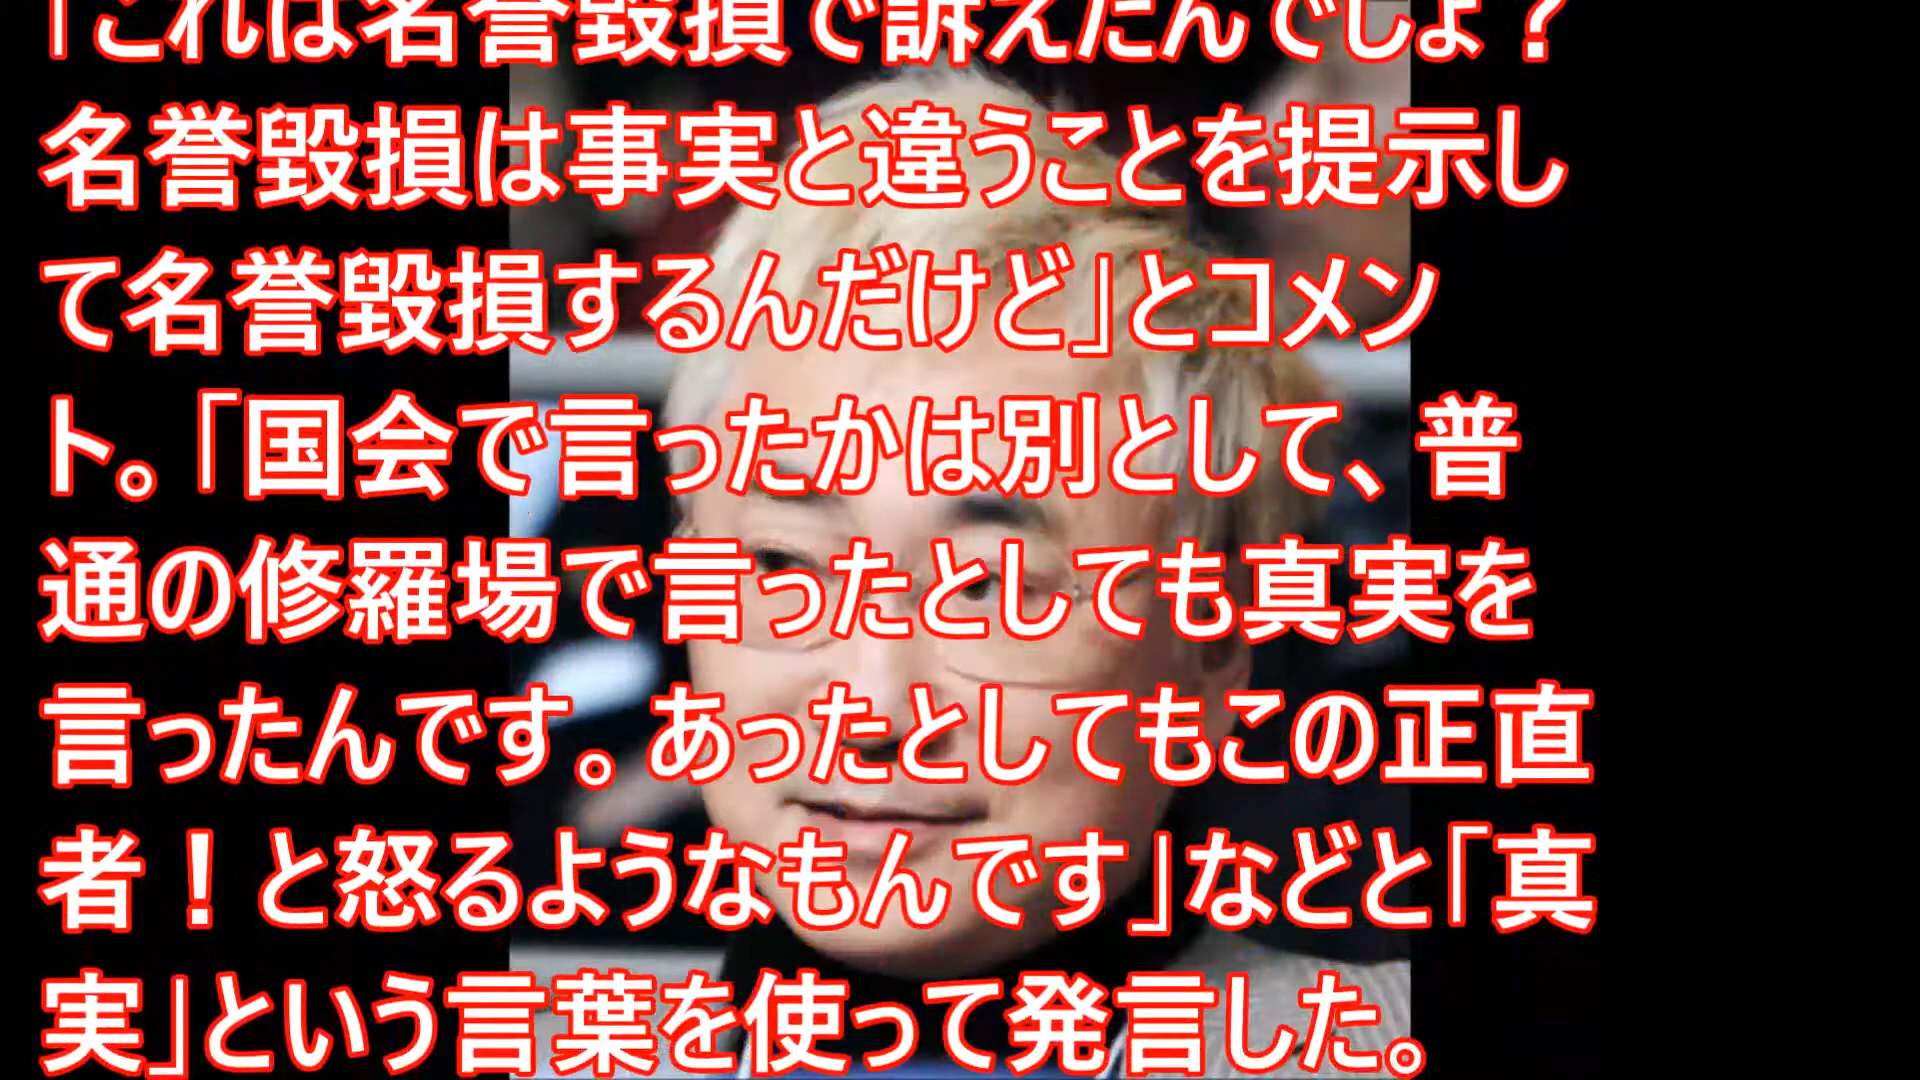 「これは名誉毀損で訴えたんでしょ？
名誉毀損は事実と違うことを提示し
て名誉毀損するんだけど」とコメン
ト。「国会で言ったかは別として、普
通の修羅場で言ったとしても真実を
言ったんです。あったとしてもこの正直
者！と怒るようなもんです」などと「真
実」という言葉を使って発言した。